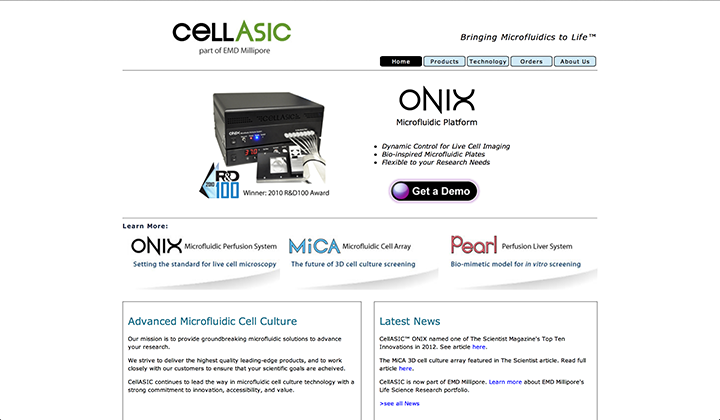 CELLASIC
part of EMD Millipore
Bringing Microfluidics to Life™
Home Products Technology Orders About Us
ONIX
Microfluidic Platform
Dynamic Control for Live Cell Imaging
Bio-inspired Microfluidic Plates
Flexible to your Research Needs
ONIX
2010 R&D 100
Winner: 2010 R&D100 Award
Get a Demo
Learn More:
ONIX Microfluidic Perfusion System
Setting the standard for live cell microscopy
MiCA Microfluidic Cell Array
The future of 3D cell culture screening
Pearl Perfusion Liver System
Bio-mimetic model for in vitro screening
Advanced Microfluidic Cell Culture
Our mission is to provide groundbreaking microfluidic solutions to advance
your research.
We strive to deliver the highest quality leading-edge products, and to work
closely with our customers to ensure that your scientific goals are acheived.
CellASIC continues to lead the way in microfluidic cell culture technology with a
strong commitment to innovation, accessibility, and value.
Latest News
CellASIC™ ONIX named one of The Scientist Magazine's Top Ten
Innovations in 2012. See article here.
The MiCA 3D cell culture array featured in The Scientist article. Read full
article here.
CellASIC is now part of EMD Millipore. Learn more about EMD Millipore's
Life Science Research portfolio.
>see all News